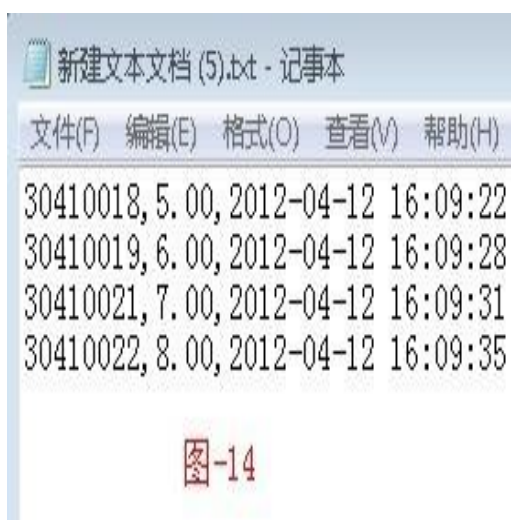 新建文本文档 (5).txt - 记事本
文件(F) 编辑(E) 格式(O) 查看(V) 帮助(H)
30410018,5.00,2012-04-12 16:09:22
30410019,6.00,2012-04-12 16:09:28
30410021,7.00,2012-04-12 16:09:31
30410022,8.00,2012-04-12 16:09:35
图-14